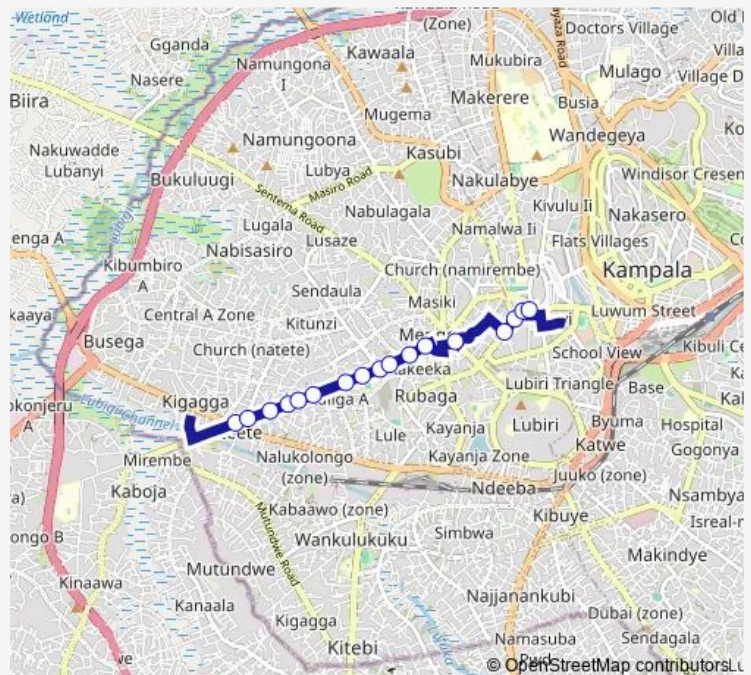 Wetland
(Zone)
Doctors Village
Old
Gganda
Kawaala
Villa
Namungona
I
Mukubira
Mulago
Village D
Nasere
Biira
Makerere
Busia
Mugema
Wandegeya
Ko
Nakuwadde
Lubanyi
Namungoona
Kasubi
Lubya
Bukuluugi
Masiro Road
Nakulabye
Windsor Cresen
Sentema Road
Kivulu Ii
Nabulagala
Nakasero
Lugala
Lusaze
Namalwa Ii
Flats Villages
enga A
Nabisasiro
Kibumbiro
A
Church (namirembe)
Kampala
Sendaula
Masiki
kaaya
Central A Zone
Kitunzi
Luwum Street
Busega
Church (natete)
School View
Kibuli Ce
Lubigi channel
Kigagga
akeeka
Lubiri Triangle
Base
okonjeru
A
Rubaga
Lubiri
Byuma
Hospital
Lule
Kayanja
Katwe
Gogonya
Mirembe
Nalukolongo
(zone)
Kayanja Zone
Kaboja
Juuko (zone)
Ndeeba
Nsambya
Kabaawo (zone)
Kibuye
Isreal-r
ongo B
Mutundwe Road
Wankulukuku
Simbwa
Makindye
Mutundwe
Kinaawa
Najjanankubi
Kanaala
Kigagga
Dubai (zone)
Kitebi
Namasuba
Sendagala
© OpenStreetMap contributors